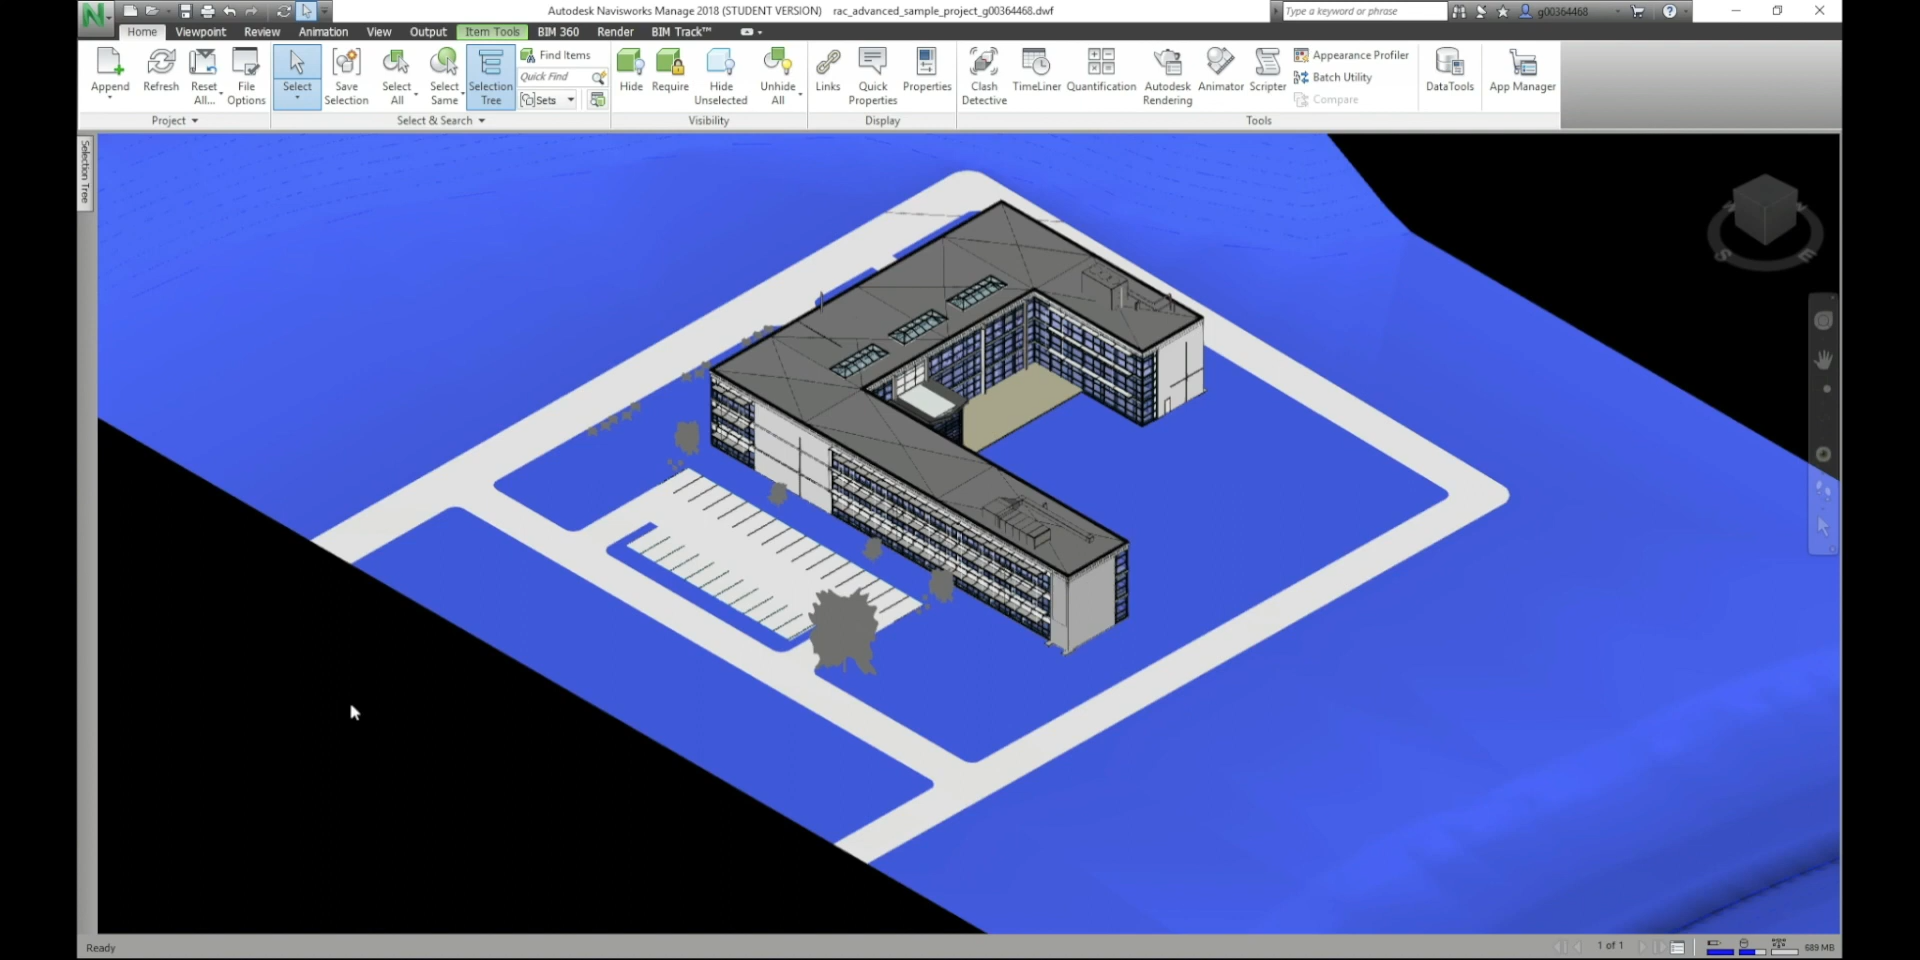 Autodesk Navisworks Manage 2018 (STUDENT VERSION) rac_advanced_sample_project_g00364468.dwf
Type a keyword or phrase
g00364468
N
Home Viewpoint Review Animation View Output Item Tools BIM 360 Render BIM Track™
Append
Refresh
Reset All...
File Options
Project
Select
Save Selection
Select All
Select Same
Selection Tree
Find Items
Quick Find
Sets
Select & Search
Hide
Require
Hide Unselected
Unhide All
Visibility
Links
Quick Properties
Properties
Display
Clash Detective
TimeLiner
Quantification
Autodesk Rendering
Animator
Scripter
Appearance Profiler
Batch Utility
Compare
DataTools
App Manager
Tools
Selection Tree
S E
Ready
1 of 1
689 MB